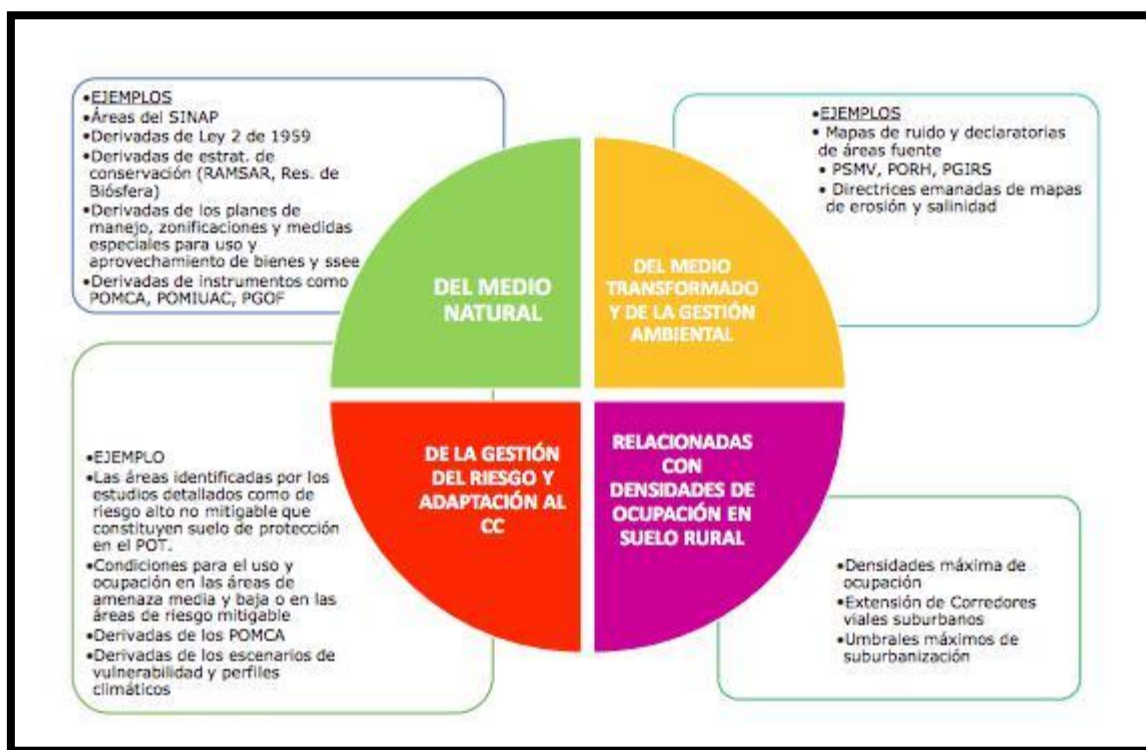 •EJEMPLOS
•Áreas del SINAP
•Derivadas de Ley 2 de 1959
•Derivadas de estrat. de
conservación (RAMSAR, Res. de
Biósfera)
•Derivadas de los planes de
manejo, zonificaciones y medidas
especiales para uso y
aprovechamiento de bienes y ssee
•Derivadas de instrumentos como
POMCA, POMIUAC, PGOF
DEL MEDIO
NATURAL
•EJEMPLOS
• Mapas de ruido y declaratorias
de áreas fuente
• PSMV, PORH, PGIRS
• Directrices emanadas de mapas
de erosión y salinidad
DEL MEDIO
TRANSFORMADO
Y DE LA GESTIÓN
AMBIENTAL
•EJEMPLO
•Las áreas identificadas por los
estudios detallados como de
riesgo alto no mitigable que
constituyen suelo de protección
en el POT.
•Condiciones para el uso y
ocupación en las áreas de
amenaza media y baja o en las
áreas de riesgo mitigable
•Derivadas de los POMCA
•Derivadas de los escenarios de
vulnerabilidad y perfiles
climáticos
DE LA GESTIÓN
DEL RIESGO Y
ADAPTACIÓN AL
CC
RELACIONADAS
CON
DENSIDADES DE
OCUPACIÓN EN
SUELO RURAL
•Densidades máxima de
ocupación
•Extensión de Corredores
viales suburbanos
•Umbrales máximos de
suburbanización